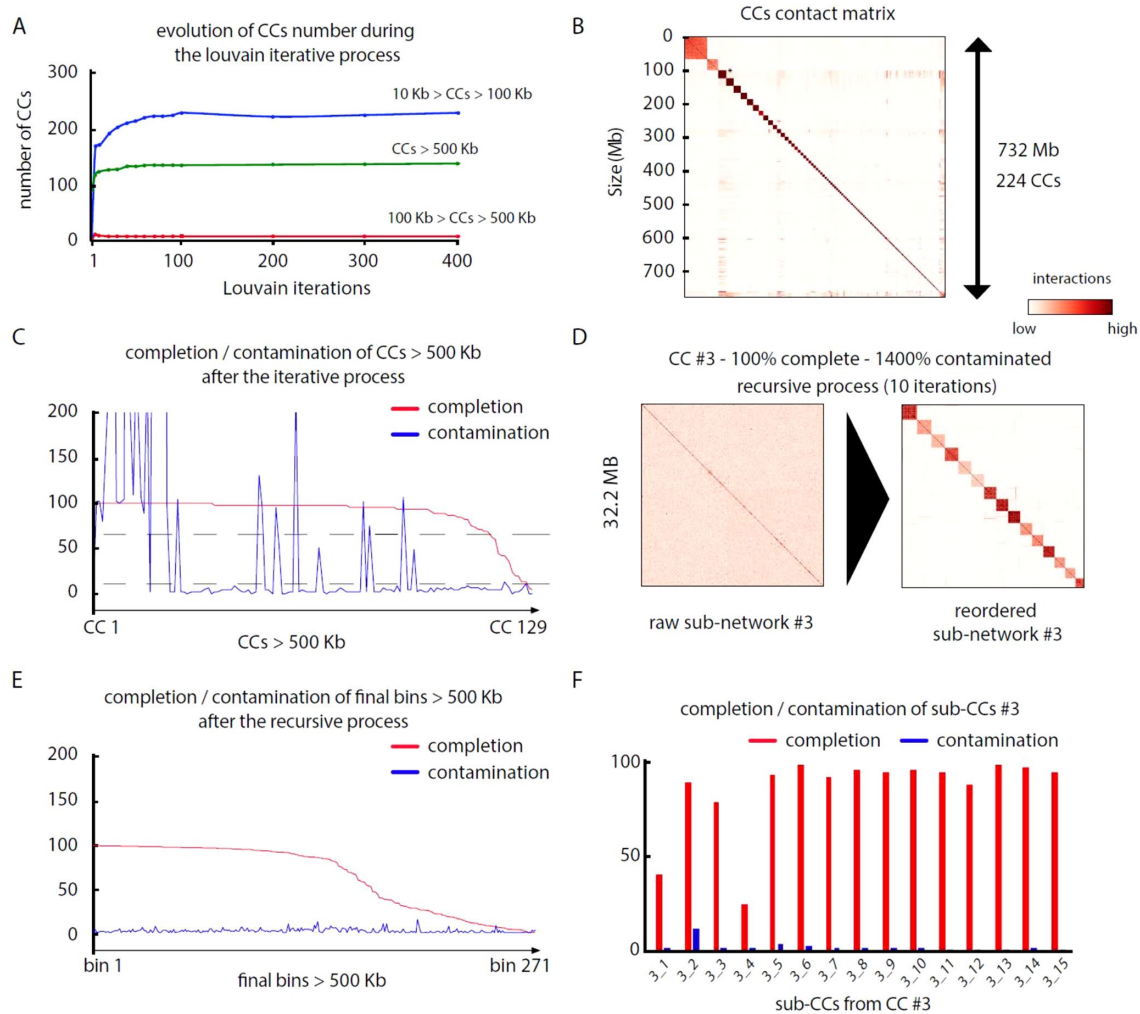 A
evolution of CCs number during
the louvain iterative process
number of CCs
300
200
100
0
10 Kb > CCs > 100 Kb
CCs > 500 Kb
100 Kb > CCs > 500 Kb
1
100
200
300
400
Louvain iterations
B
CCs contact matrix
Size (Mb)
0
100
200
300
400
500
600
700
*
732 Mb
224 CCs
interactions
low
high
C
completion / contamination of CCs > 500 Kb
after the iterative process
completion
contamination
200
150
100
50
0
CC 1
CC 129
CCs > 500 Kb
D
CC #3 - 100% complete - 1400% contaminated
recursive process (10 iterations)
32.2 MB
raw sub-network #3
reordered
sub-network #3
E
completion / contamination of final bins > 500 Kb
after the recursive process
completion
contamination
200
150
100
50
0
bin 1
bin 271
final bins > 500 Kb
F
completion / contamination of sub-CCs #3
completion
contamination
100
50
0
3_1
3_2
3_3
3_4
3_5
3_6
3_7
3_8
3_9
3_10
3_11
3_12
3_13
3_14
3_15
sub-CCs from CC #3